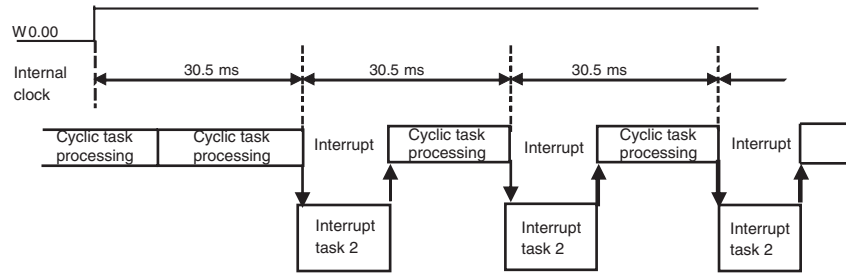 W0.00
Internal
clock
30.5 ms
30.5 ms
30.5 ms
Cyclic task
processing
Cyclic task
processing
Interrupt
Cyclic task
processing
Interrupt
Cyclic task
processing
Interrupt
Interrupt
task 2
Interrupt
task 2
Interrupt
task 2